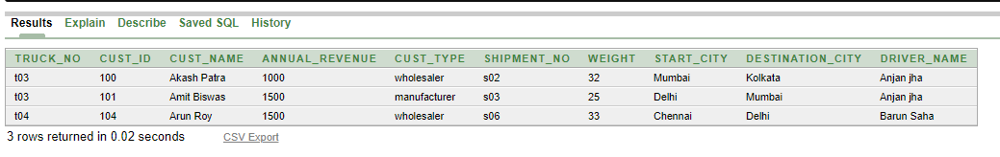 Results Explain Describe Saved SQL History
TRUCK_NO CUST_ID CUST_NAME ANNUAL_REVENUE CUST_TYPE SHIPMENT_NO WEIGHT START_CITY DESTINATION_CITY DRIVER_NAME
t03 100 Akash Patra 1000 wholesaler s02 32 Mumbai Kolkata Anjan jha
t03 101 Amit Biswas 1500 manufacturer s03 25 Delhi Mumbai Anjan jha
t04 104 Arun Roy 1500 wholesaler s06 33 Chennai Delhi Barun Saha
3 rows returned in 0.02 seconds CSV Export